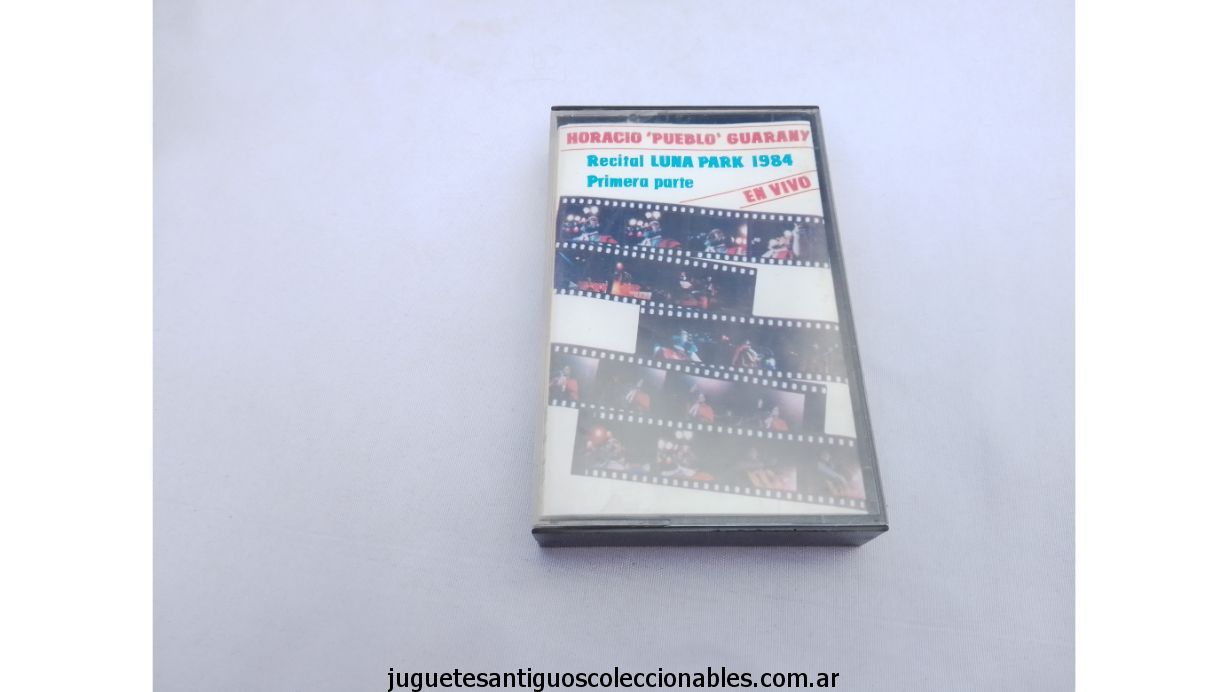 HORACIO 'PUEBLO' GUARANY
Recital LUNA PARK 1984
Primera parte
EN VIVO
juguetesantiguoscoleccionables.com.ar